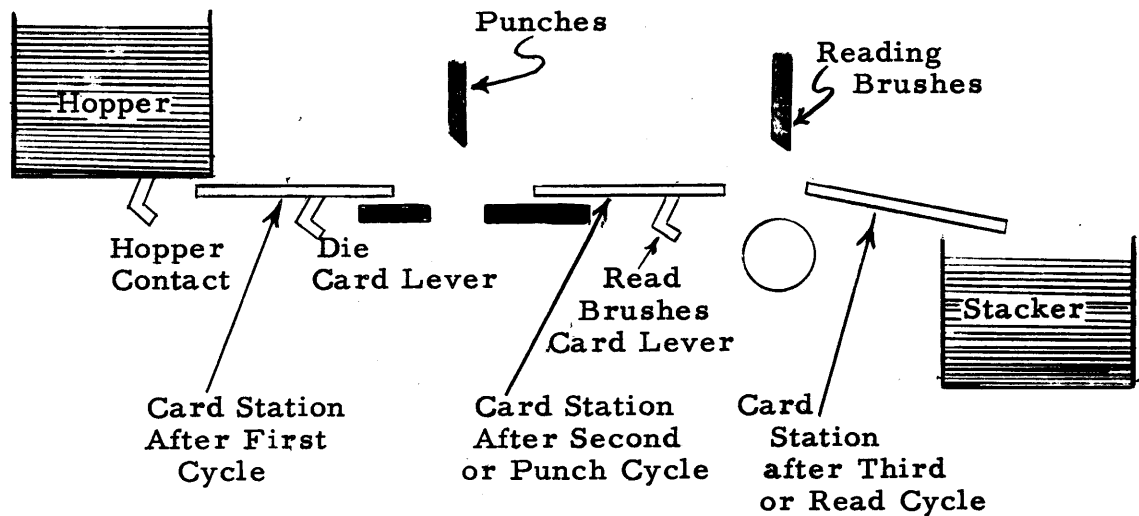 Punches
Reading
Brushes
Hopper
Hopper
Contact
Die
Card Lever
Read
Brushes
Card Lever
Stacker
Card Station
After First
Cycle
Card Station
After Second
or Punch Cycle
Card
Station
after Third
or Read Cycle